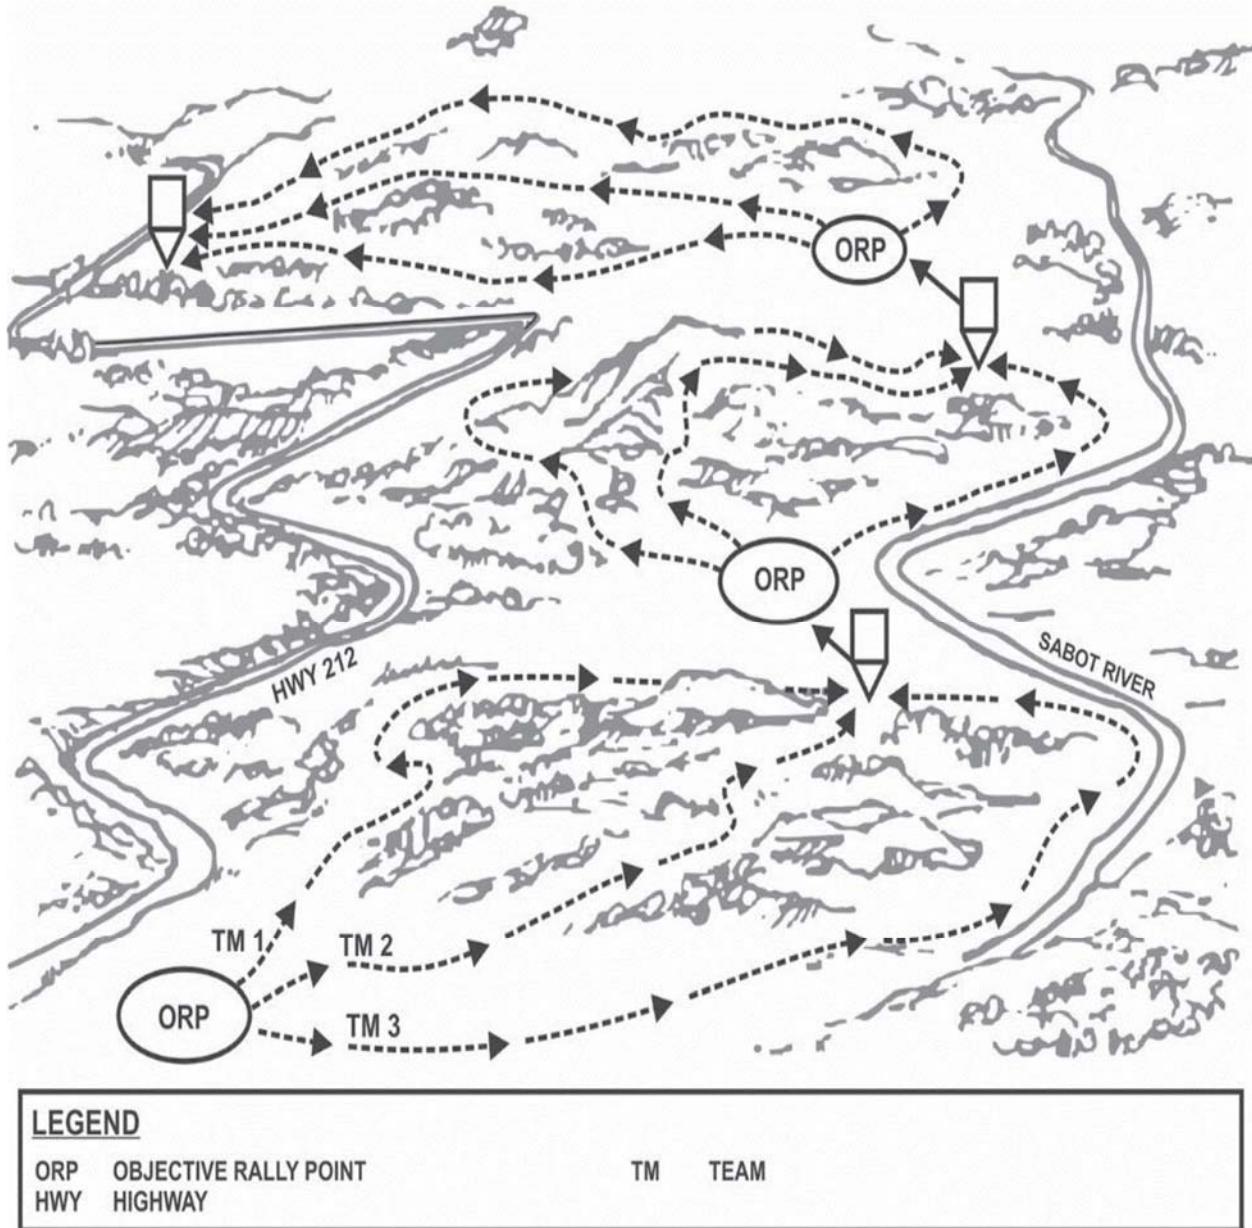 ORP
ORP
HWY 212
SABOT RIVER
TM 1
TM 2
ORP
TM 3
LEGEND
ORP OBJECTIVE RALLY POINT TM TEAM
HWY HIGHWAY